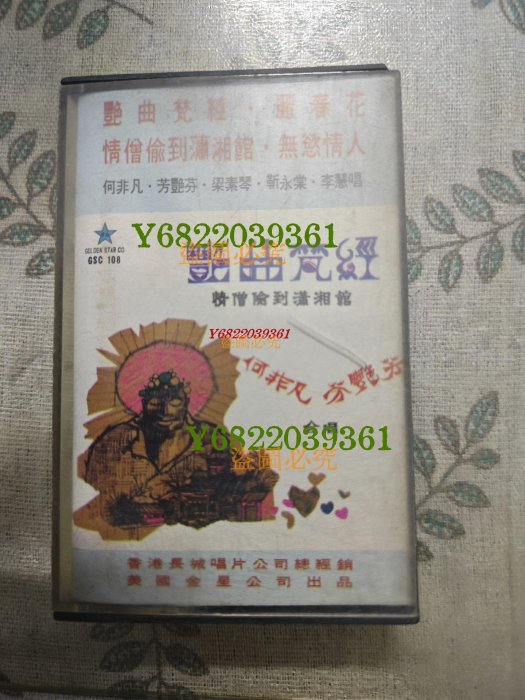 艷曲梵經·麗春花
情僧偷到瀟湘館·無慾情人
何非凡·芳艷芬·梁素琴·靳永棠·李慧唱
GOLDEN STAR CO
GSC 108
Y6822039361
盜圖必究
艷曲梵經
情僧偷到瀟湘館
Y6822039361
盜圖必究
何非凡 芳艷芬
合唱
Y6822039361
盜圖必究
香港長城唱片公司總經銷
美國金星公司出品